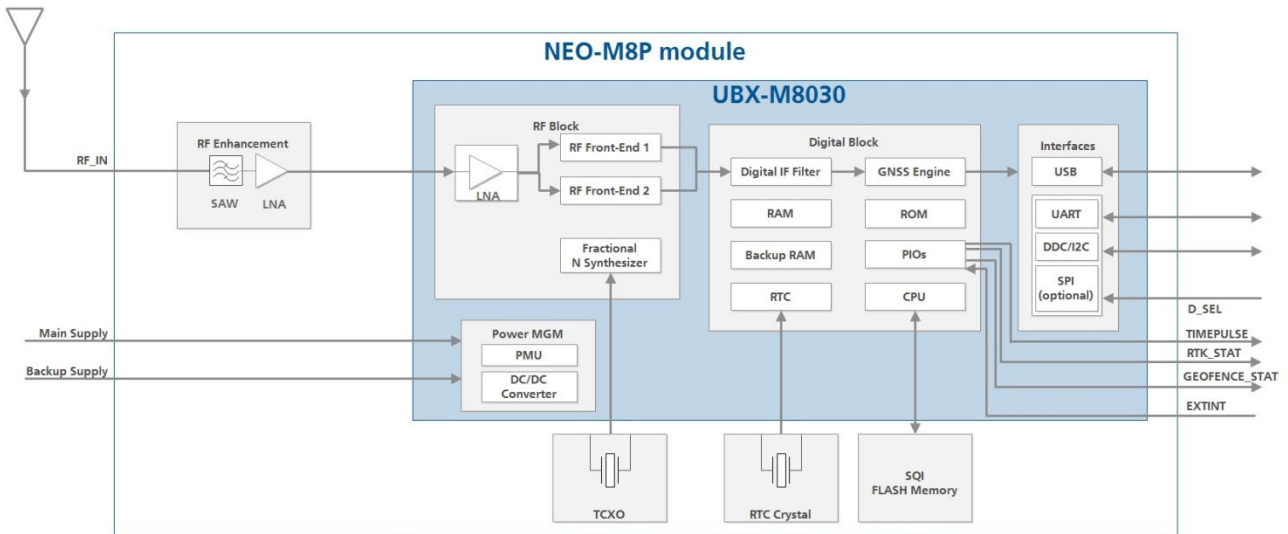 NEO-M8P module
UBX-M8030
RF Enhancement
SAW
LNA
RF_IN
RF Block
LNA
RF Front-End 1
RF Front-End 2
Fractional
N Synthesizer
Digital Block
Digital IF Filter
GNSS Engine
RAM
ROM
Backup RAM
PIOs
RTC
CPU
Interfaces
USB
UART
DDC/I2C
SPI
(optional)
D_SEL
TIMEPULSE
RTK_STAT
GEOFENCE_STAT
EXTINT
Main Supply
Backup Supply
Power MGM
PMU
DC/DC
Converter
TCXO
RTC Crystal
SQI
FLASH Memory